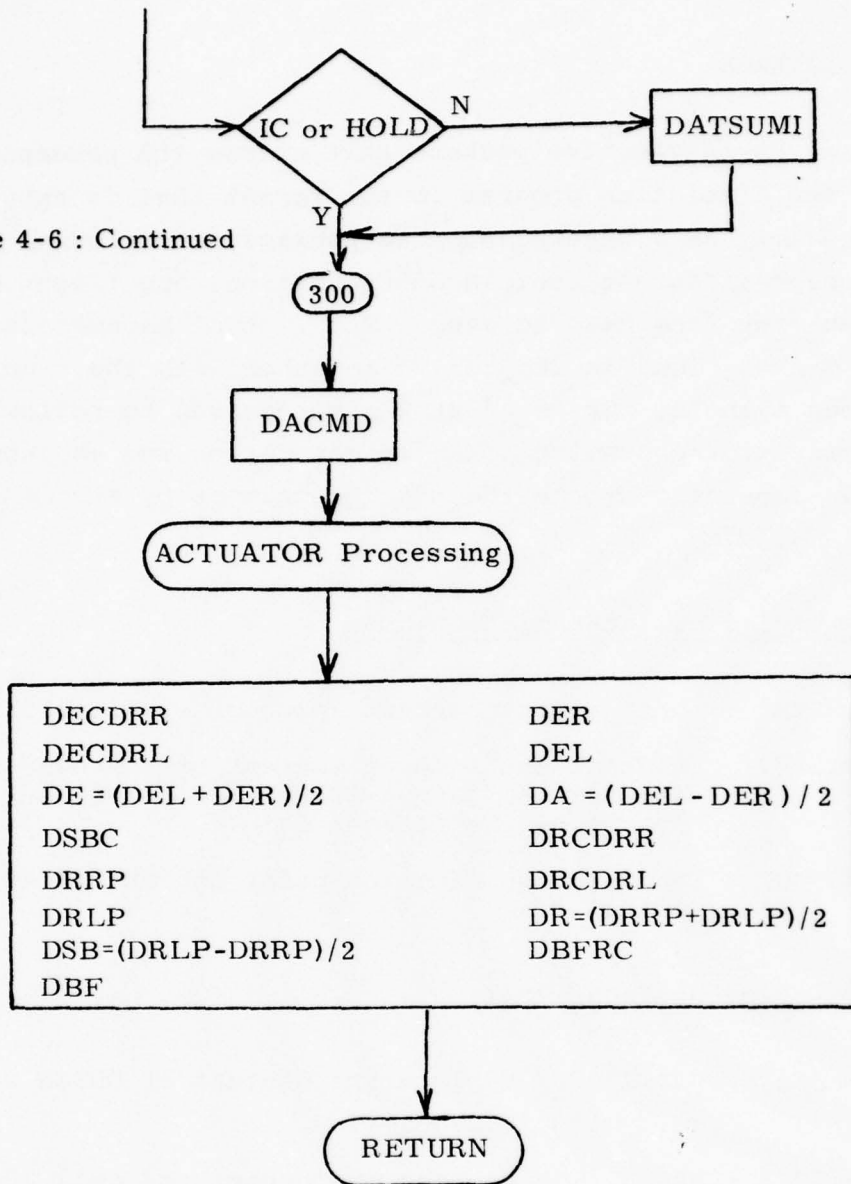 N
IC or HOLD
DATSUMI
Y
e 4-6 : Continued
300
DACMD
ACTUATOR Processing
DECDRR DER
DECDRL DEL
DE = (DEL + DER)/2 DA = (DEL - DER) / 2
DSBC DRCDRR
DRRP DRCDRL
DRLP DR=(DRRP+DRLP)/2
DSB=(DRLP-DRRP)/2 DBFRC
DBF
RETURN